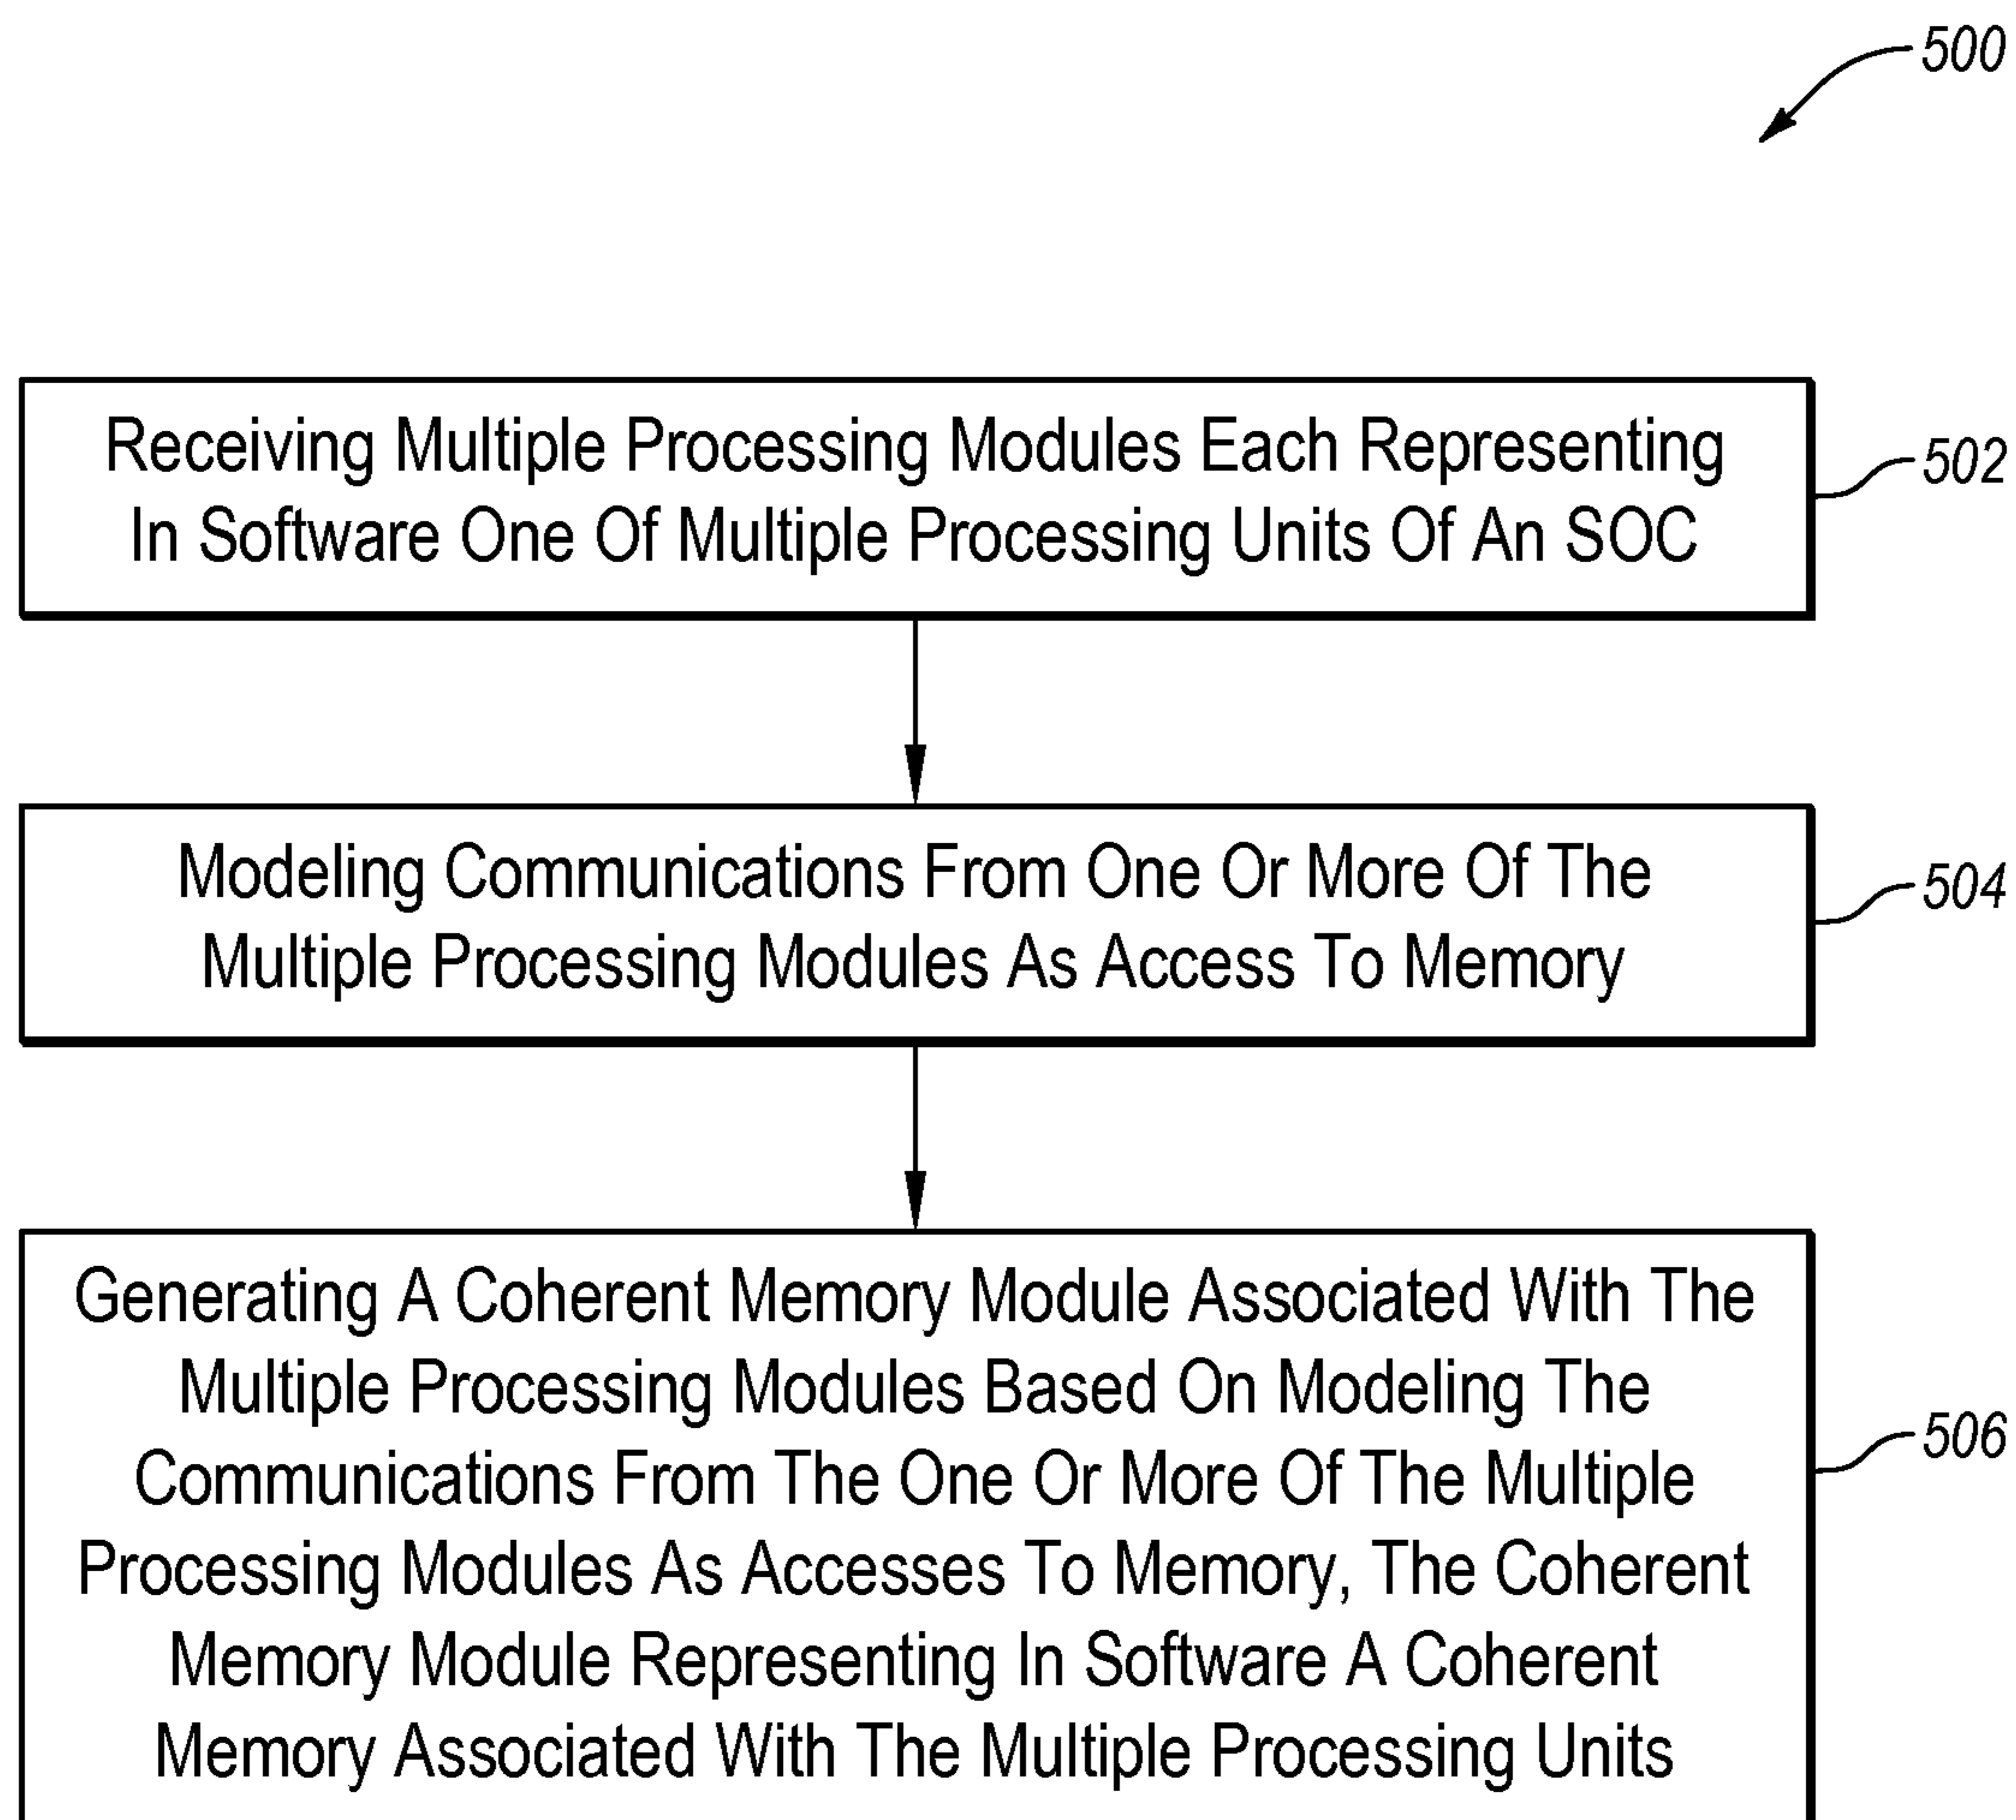 500
Receiving Multiple Processing Modules Each Representing
In Software One Of Multiple Processing Units Of An SOC
502
Modeling Communications From One Or More Of The
Multiple Processing Modules As Access To Memory
504
Generating A Coherent Memory Module Associated With The
Multiple Processing Modules Based On Modeling The
Communications From The One Or More Of The Multiple
Processing Modules As Accesses To Memory, The Coherent
Memory Module Representing In Software A Coherent
Memory Associated With The Multiple Processing Units
506